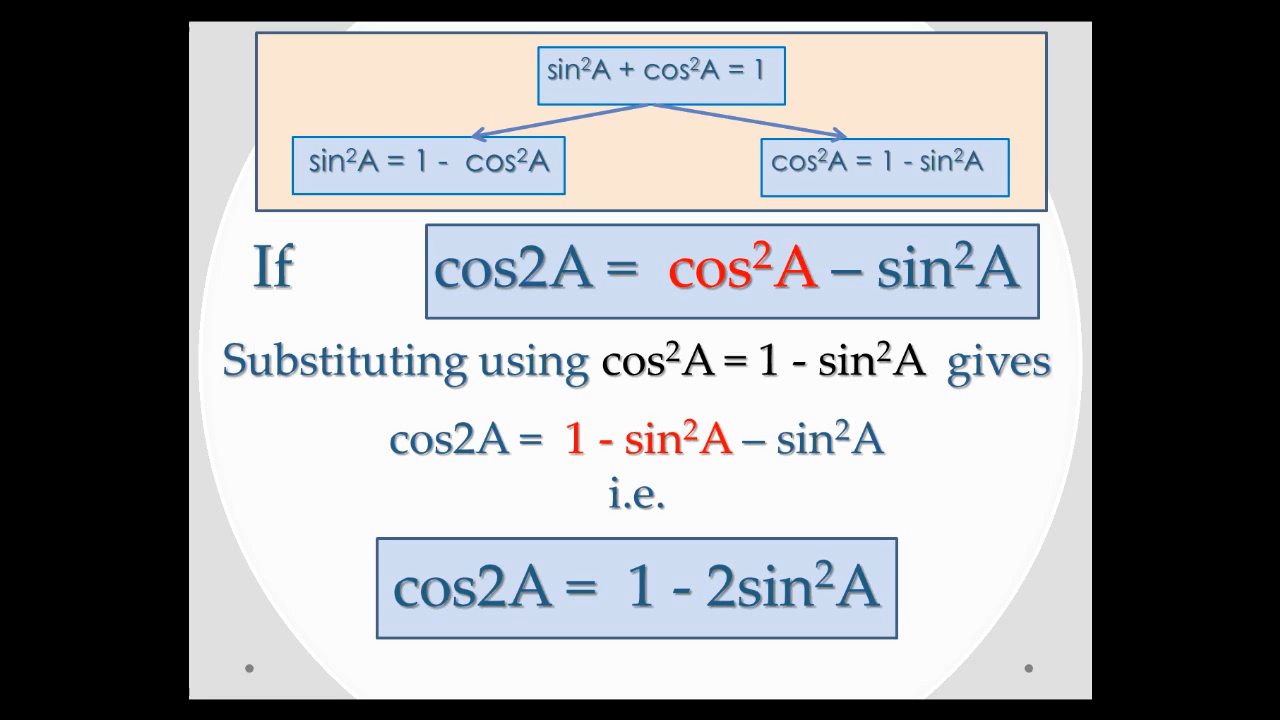 sin²A + cos²A = 1
sin²A = 1 -  cos²A
cos²A = 1 - sin²A
If cos2A =  cos²A – sin²A
Substituting using cos²A = 1 - sin²A  gives
cos2A =  1 - sin²A – sin²A
i.e.
cos2A =  1 - 2sin²A